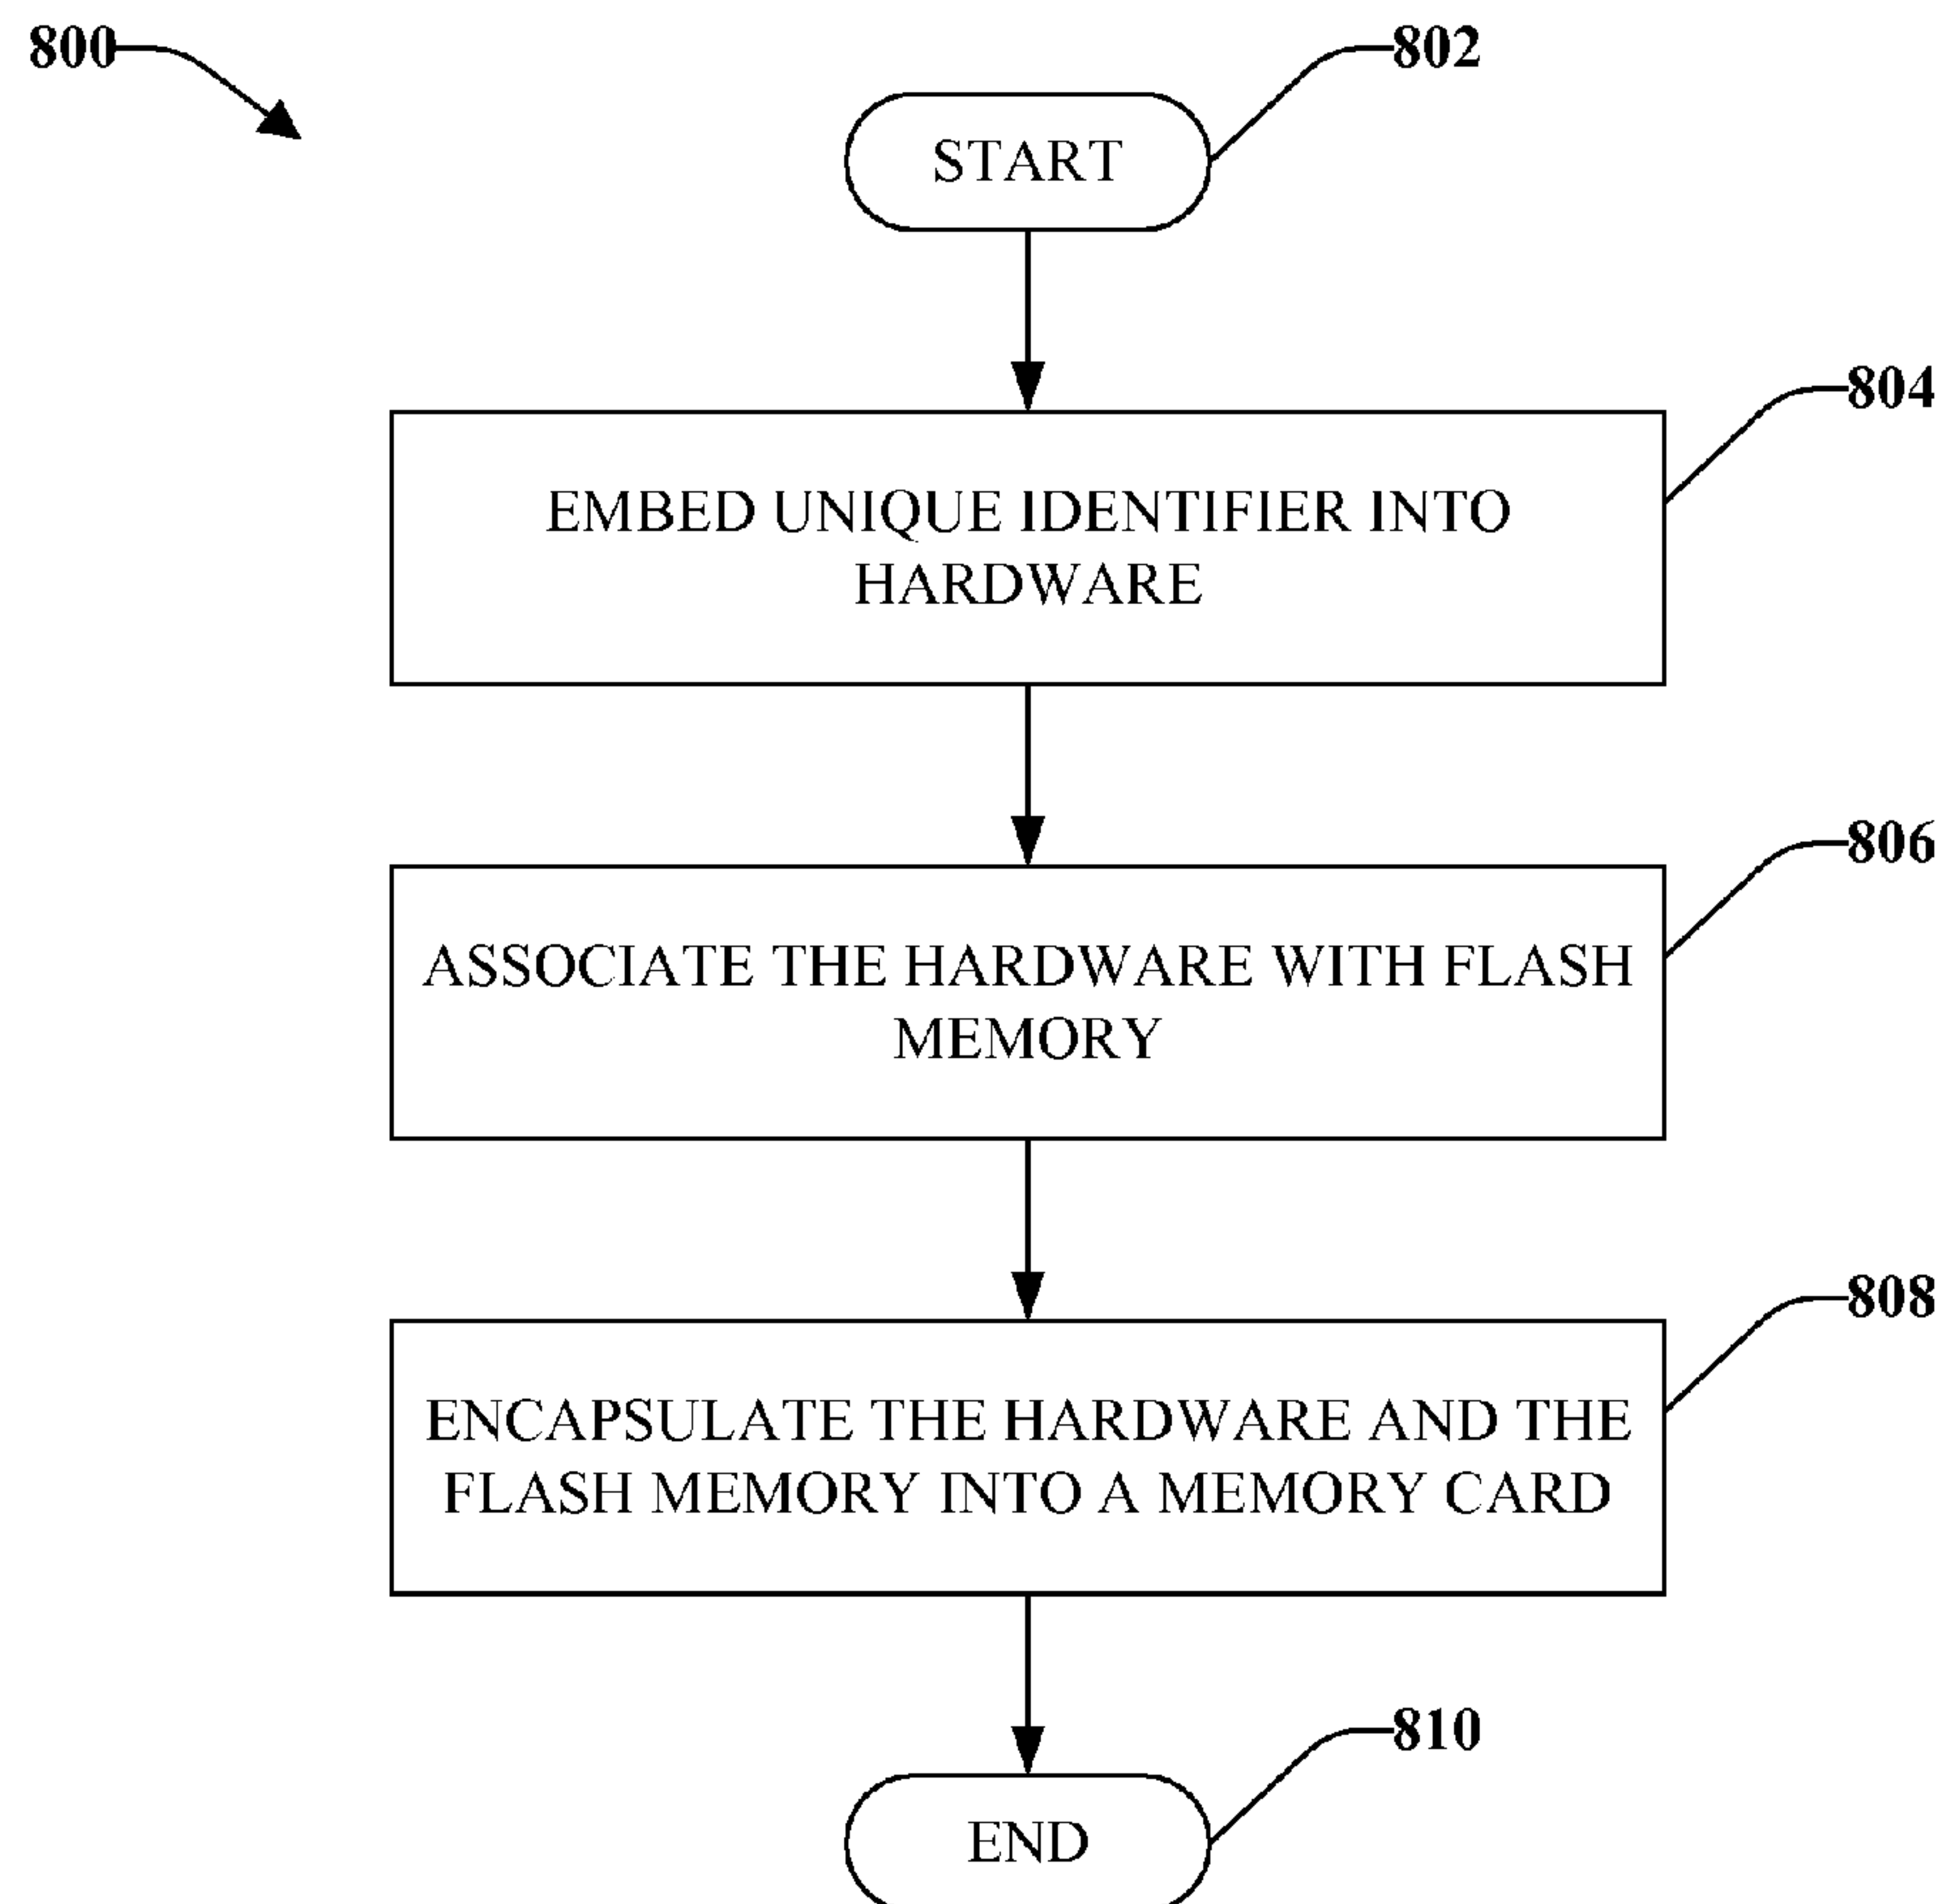 800
802
START
804
EMBED UNIQUE IDENTIFIER INTO
HARDWARE
806
ASSOCIATE THE HARDWARE WITH FLASH
MEMORY
808
ENCAPSULATE THE HARDWARE AND THE
FLASH MEMORY INTO A MEMORY CARD
810
END